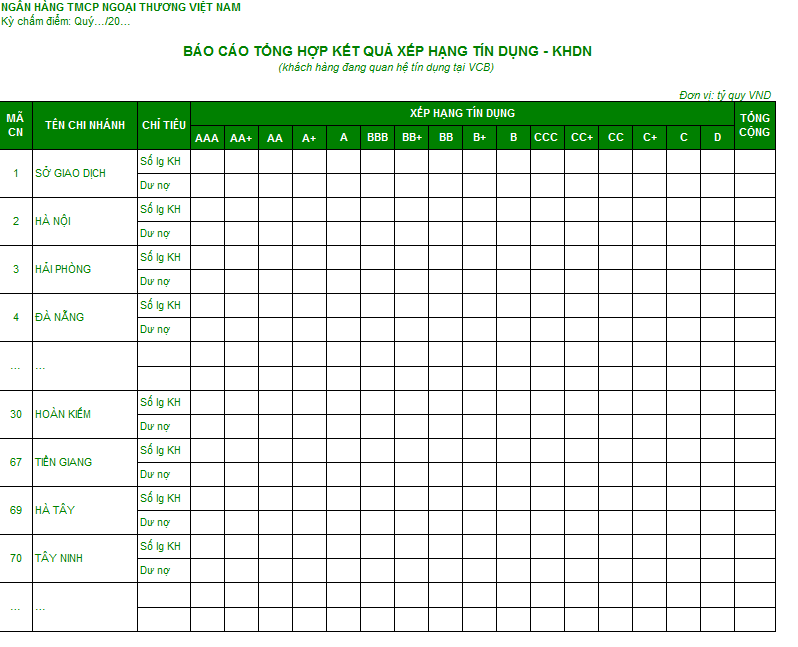 NGÂN HÀNG TMCP NGOẠI THƯƠNG VIỆT NAM
Kỳ chấm điểm: Quý…/20…
BÁO CÁO TỔNG HỢP KẾT QUẢ XẾP HẠNG TÍN DỤNG - KHDN
(khách hàng đang quan hệ tín dụng tại VCB)
Đơn vị: tỷ quy VND
MÃ CN TÊN CHI NHÁNH CHỈ TIÊU XẾP HẠNG TÍN DỤNG TỔNG CỘNG
AAA AA+ AA A+ A BBB BB+ BB B+ B CCC CC+ CC C+ C D
1 SỞ GIAO DỊCH Số lg KH
Dư nợ
2 HÀ NỘI Số lg KH
Dư nợ
3 HẢI PHÒNG Số lg KH
Dư nợ
4 ĐÀ NẴNG Số lg KH
Dư nợ
… …
30 HOÀN KIẾM Số lg KH
Dư nợ
67 TIỀN GIANG Số lg KH
Dư nợ
69 HÀ TÂY Số lg KH
Dư nợ
70 TÂY NINH Số lg KH
Dư nợ
… …